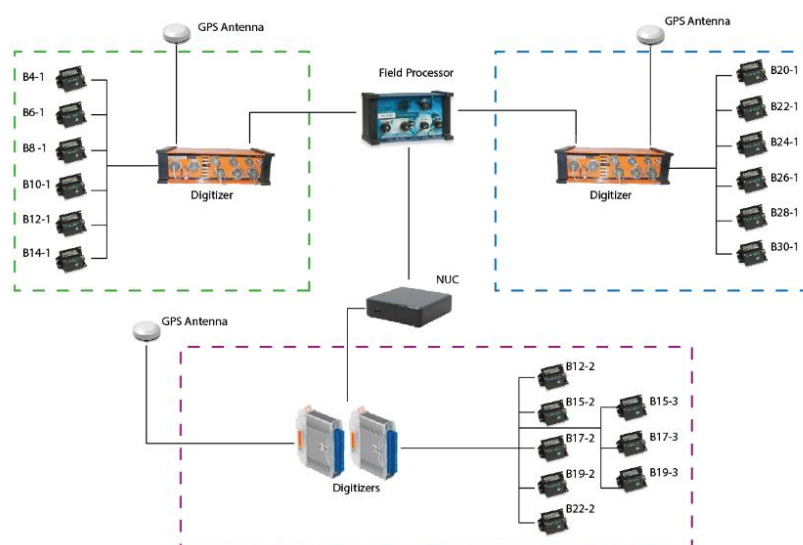 GPS Antenna
GPS Antenna
B4-1
B6-1
B8 -1
B10-1
B12-1
B14-1
Digitizer
Field Processor
Digitizer
B20-1
B22-1
B24-1
B26-1
B28-1
B30-1
NUC
GPS Antenna
Digitizers
B12-2
B15-2
B17-2
B19-2
B22-2
B15-3
B17-3
B19-3